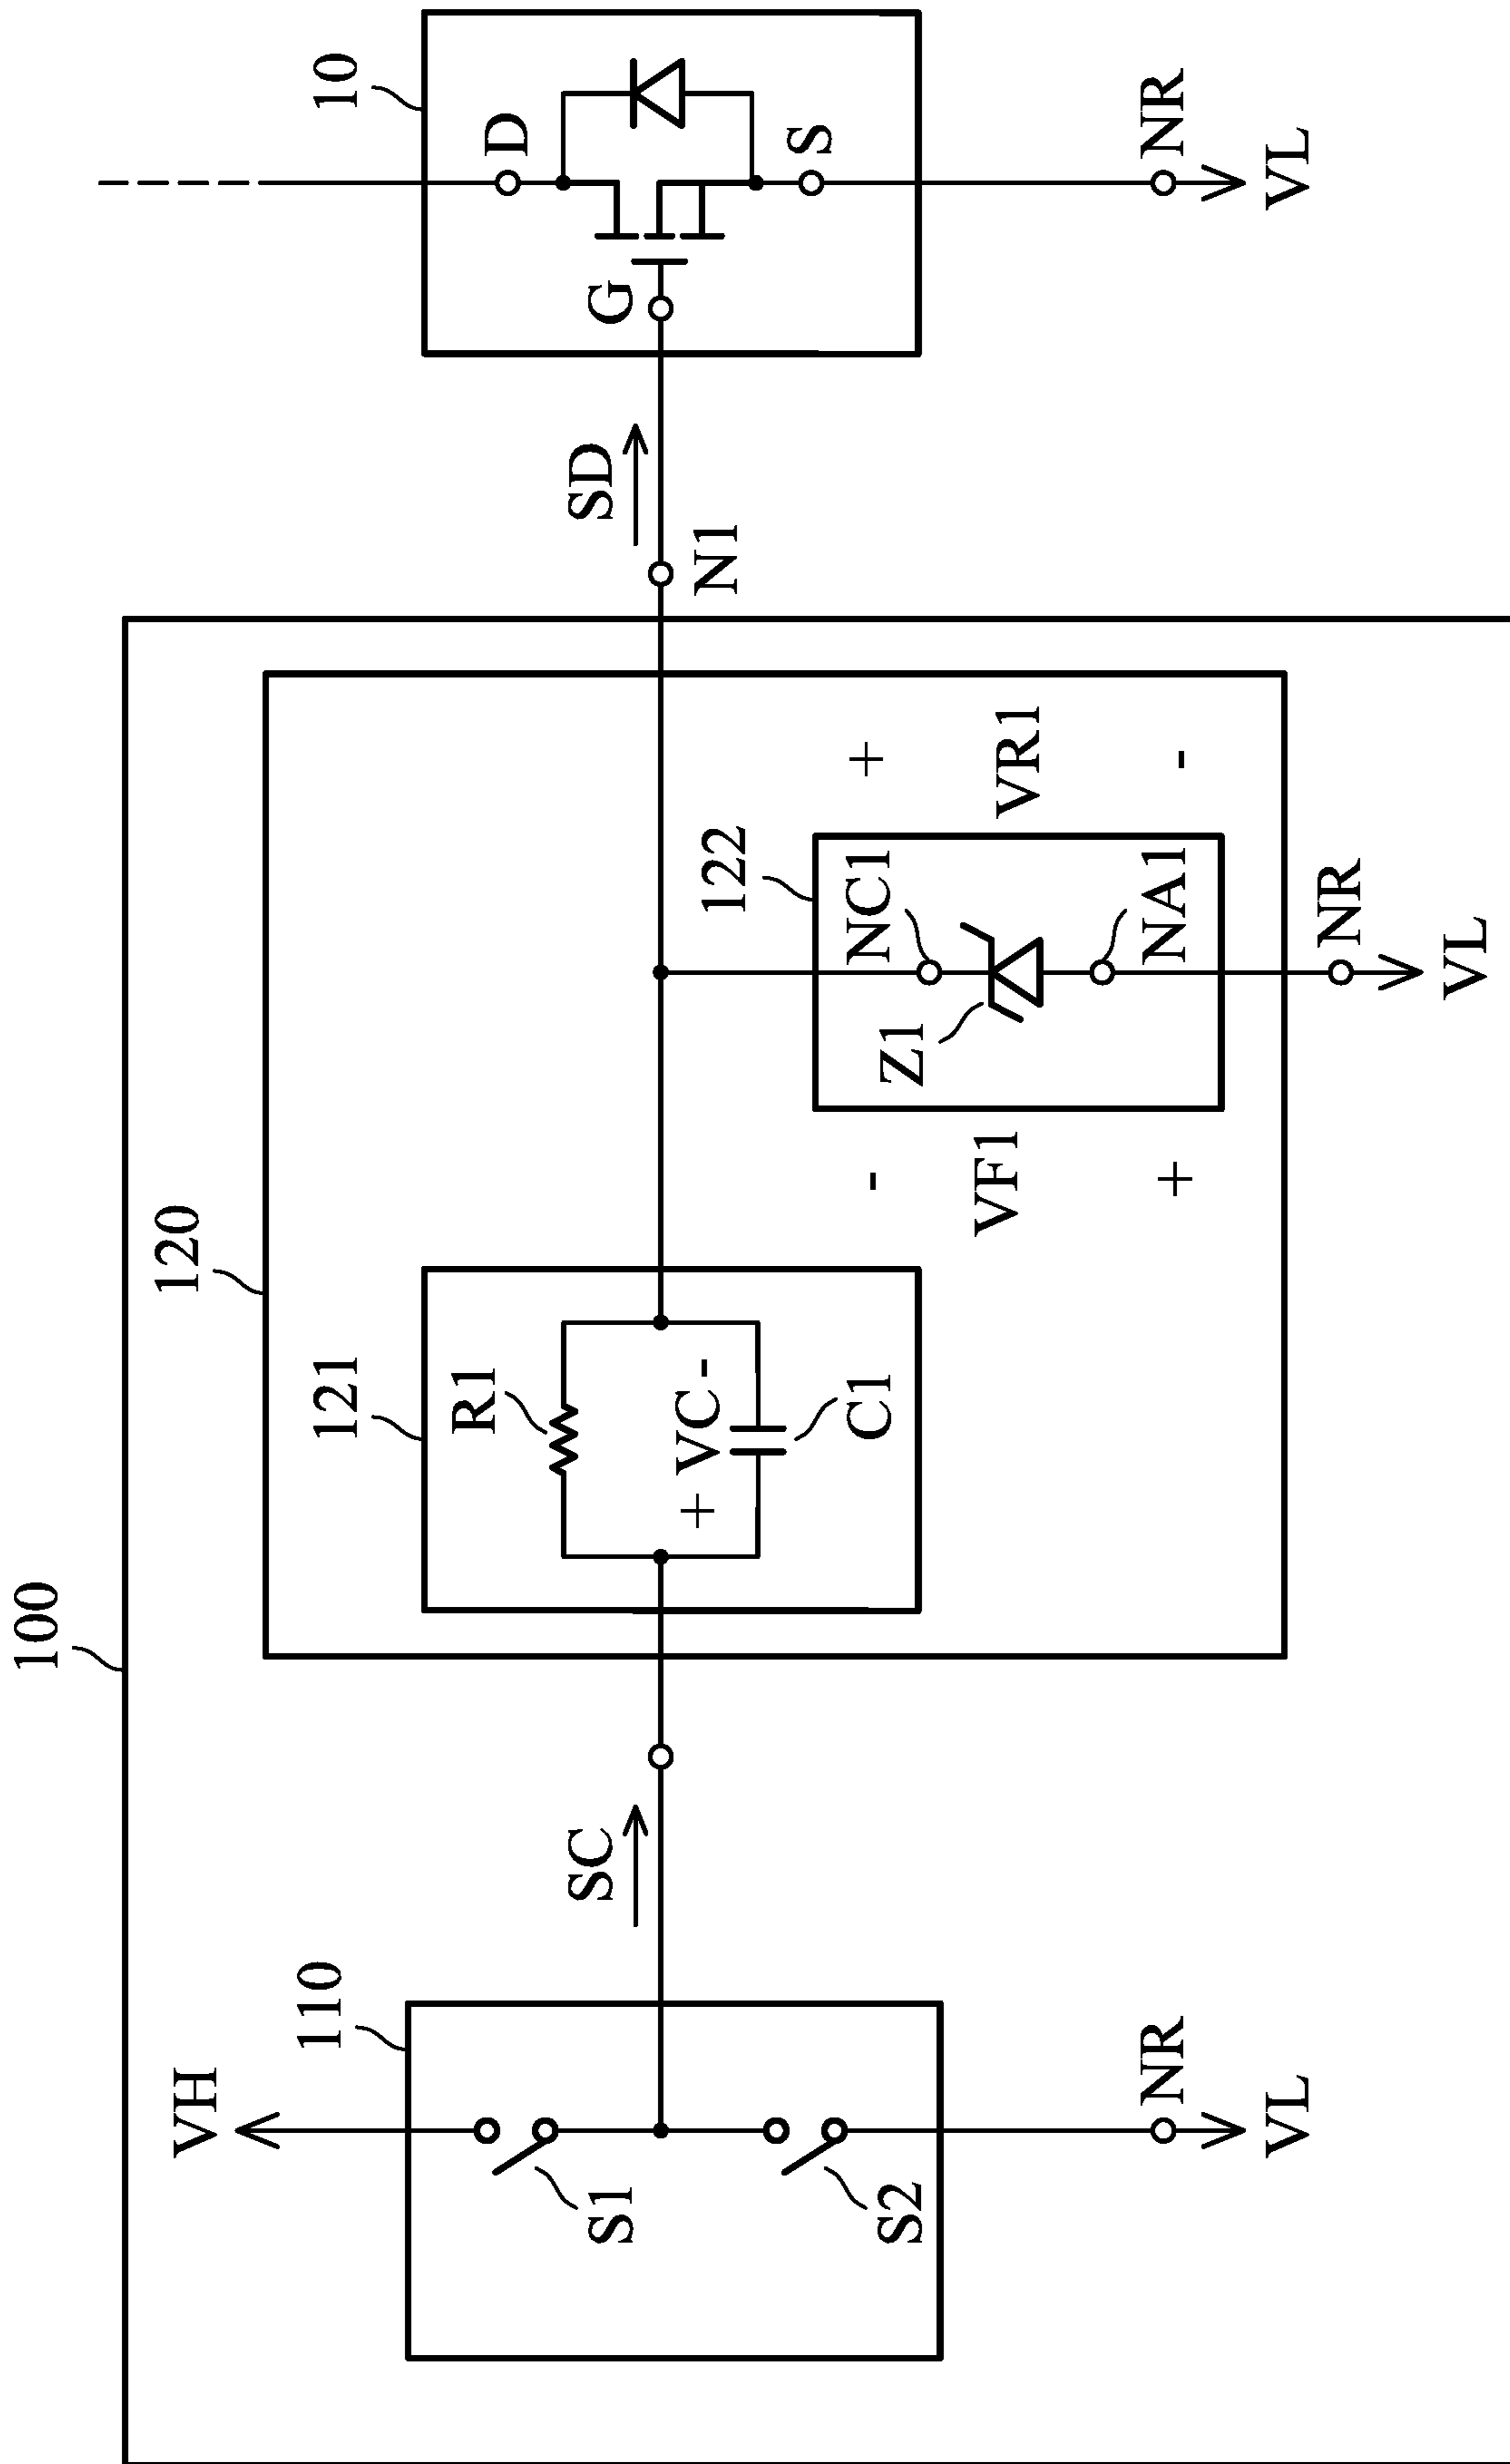 100
VH
110
S1
S2
NR
VL
SC
120
121
R1
+ VC -
C1
122
NC1
Z1
NA1
-
VF1
+
+
VR1
-
NR
VL
N1
SD
10
D
G
S
NR
VL